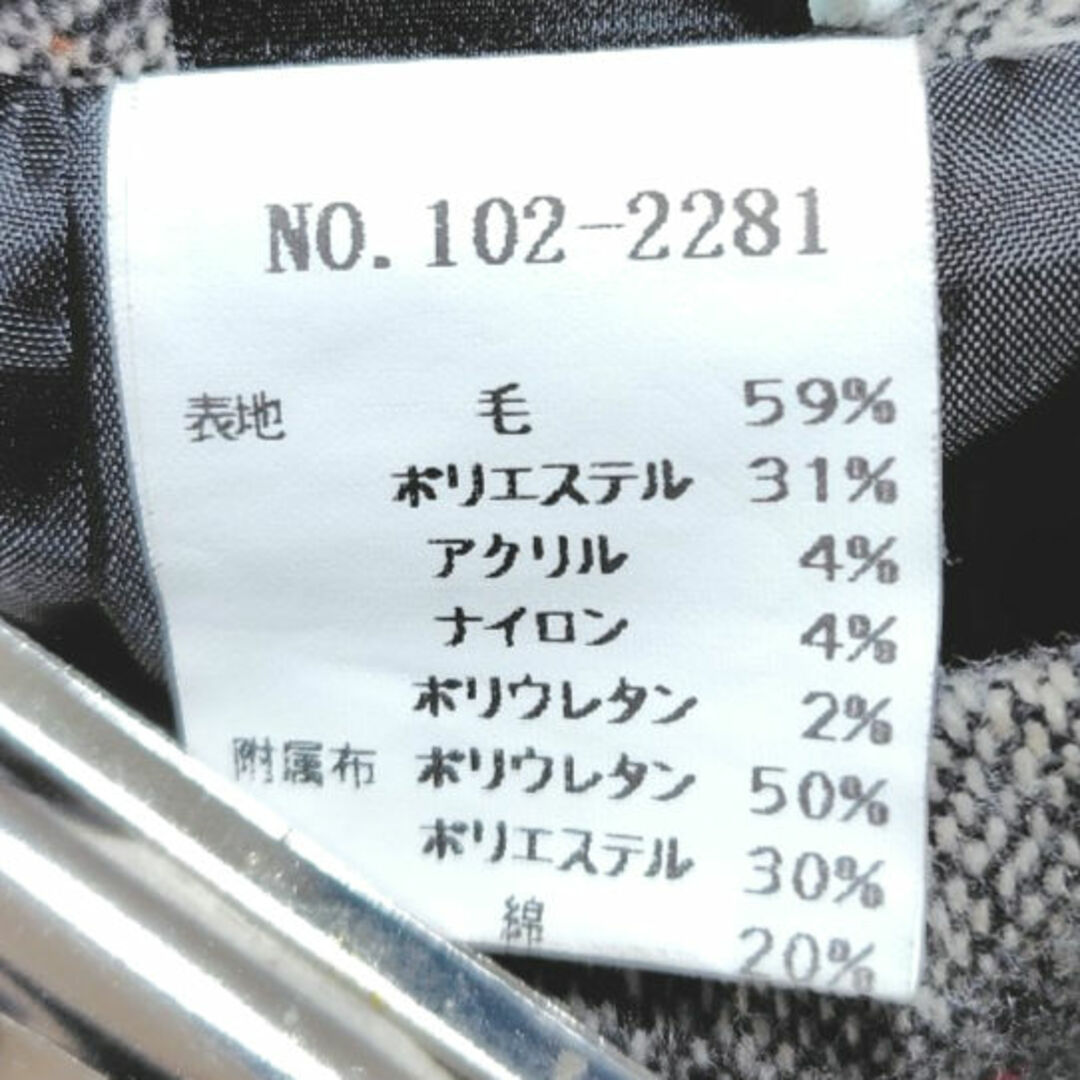 NO.102-2281
表地 毛 59%
ポリエステル 31%
アクリル 4%
ナイロン 4%
ポリウレタン 2%
附属布 ポリウレタン 50%
ポリエステル 30%
綿 20%